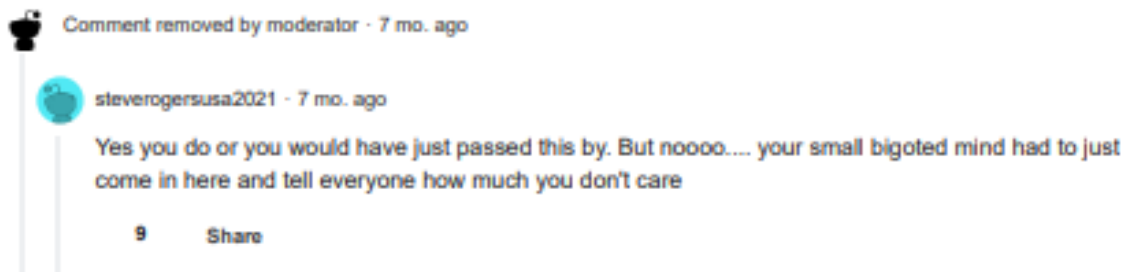 Comment removed by moderator · 7 mo. ago
steverogersusa2021 · 7 mo. ago
Yes you do or you would have just passed this by. But noooo.... your small bigoted mind had to just
come in here and tell everyone how much you don't care
9 Share